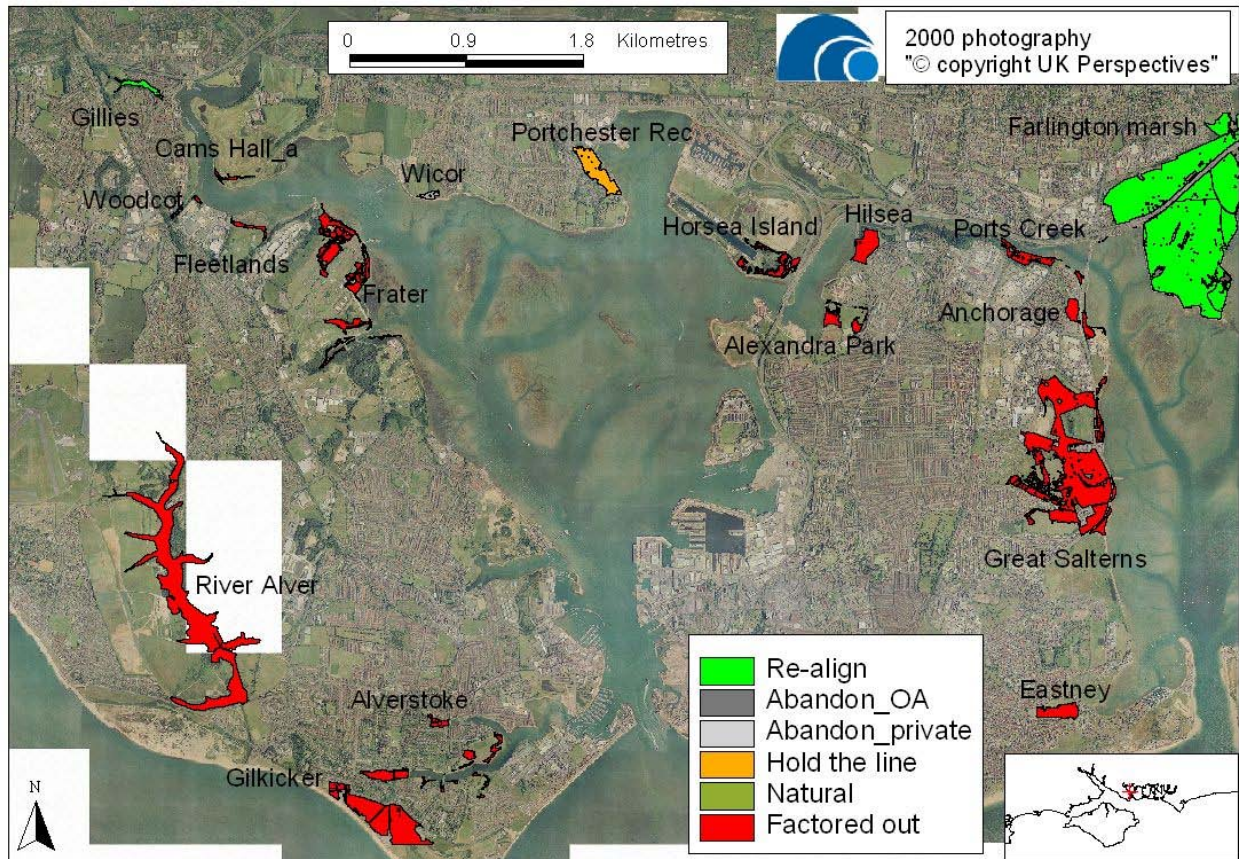 0 0.9 1.8 Kilometres
2000 photography
"© copyright UK Perspectives"
Gillies
Portchester Rec
Farlington marsh
Cams Hall_a
Wicor
Woodcot
Horsea Island
Hilsea
Ports Creek
Fleetlands
Frater
Anchorage
Alexandra Park
Great Salterns
River Alver
Re-align
Abandon_OA
Abandon_private
Hold the line
Natural
Factored out
Eastney
Alverstoke
Gilkicker
N